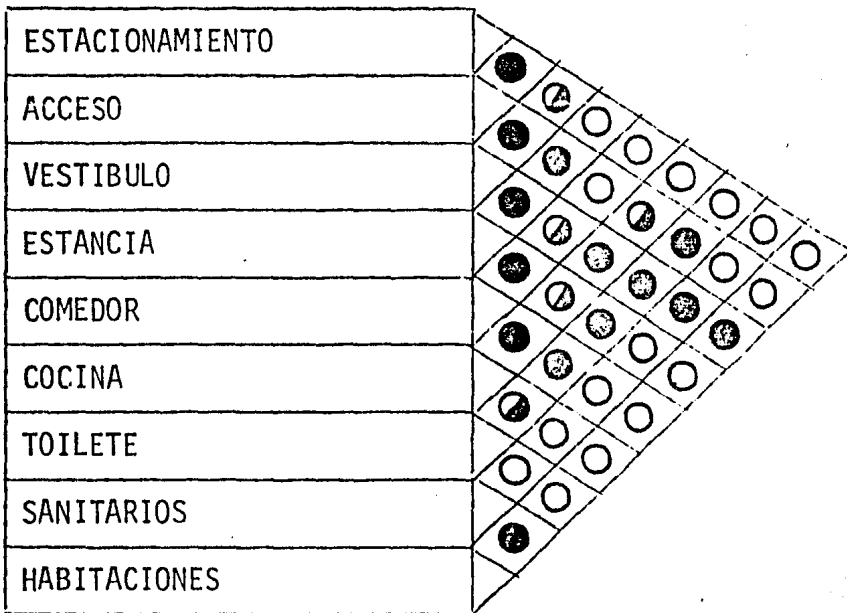 ESTACIONAMIENTO
ACCESO
VESTIBULO
ESTANCIA
COMEDOR
COCINA
TOILETE
SANITARIOS
HABITACIONES